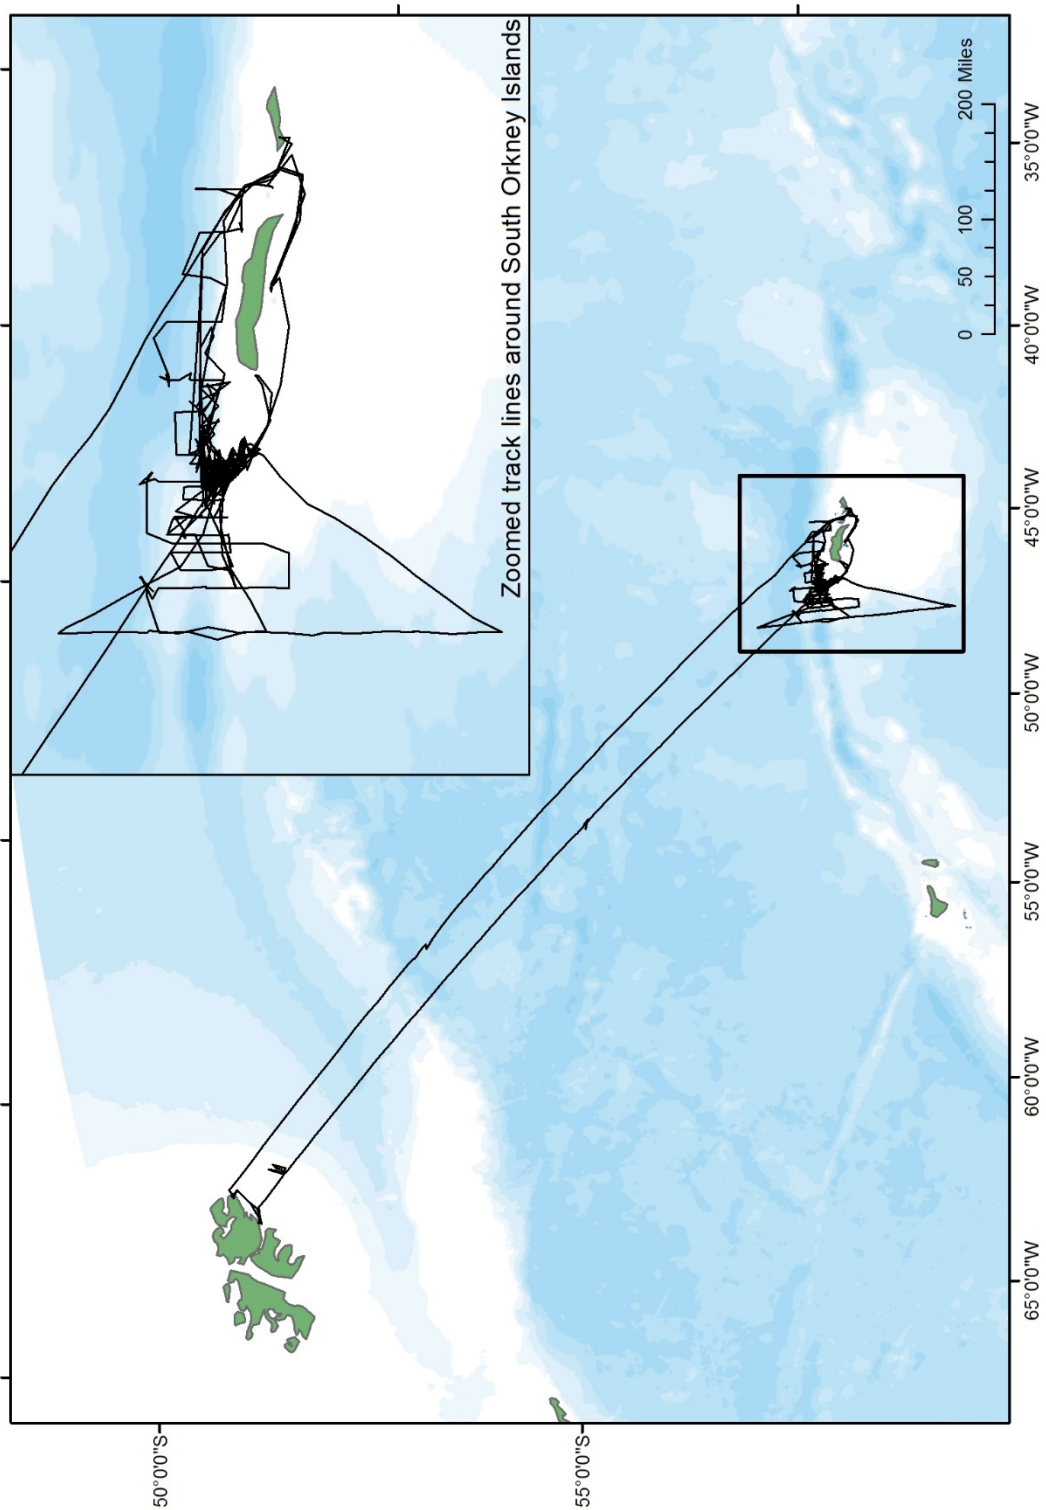 Zoomed track lines around South Orkney Islands
0 50 100 200 Miles
50°0'0"S
55°0'0"S
65°0'0"W
60°0'0"W
55°0'0"W
50°0'0"W
45°0'0"W
40°0'0"W
35°0'0"W